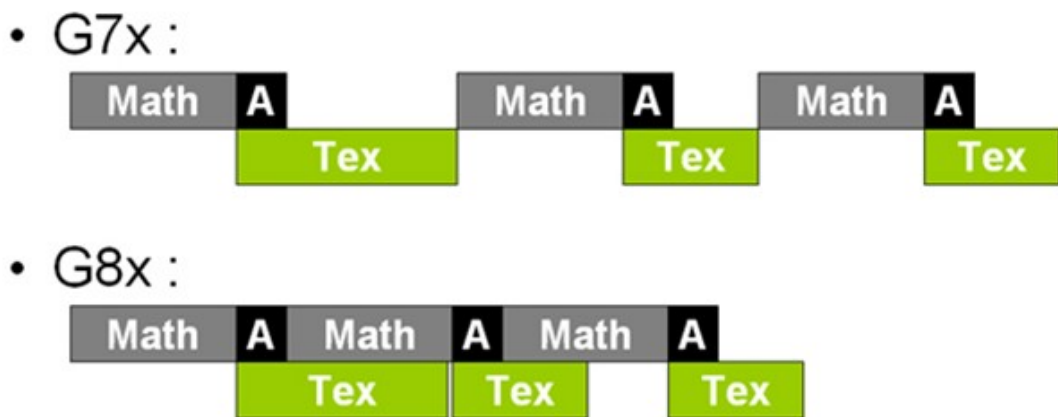 • G7x :
Math A Math A Math A
Tex Tex Tex
• G8x :
Math A Math A Math A
Tex Tex Tex